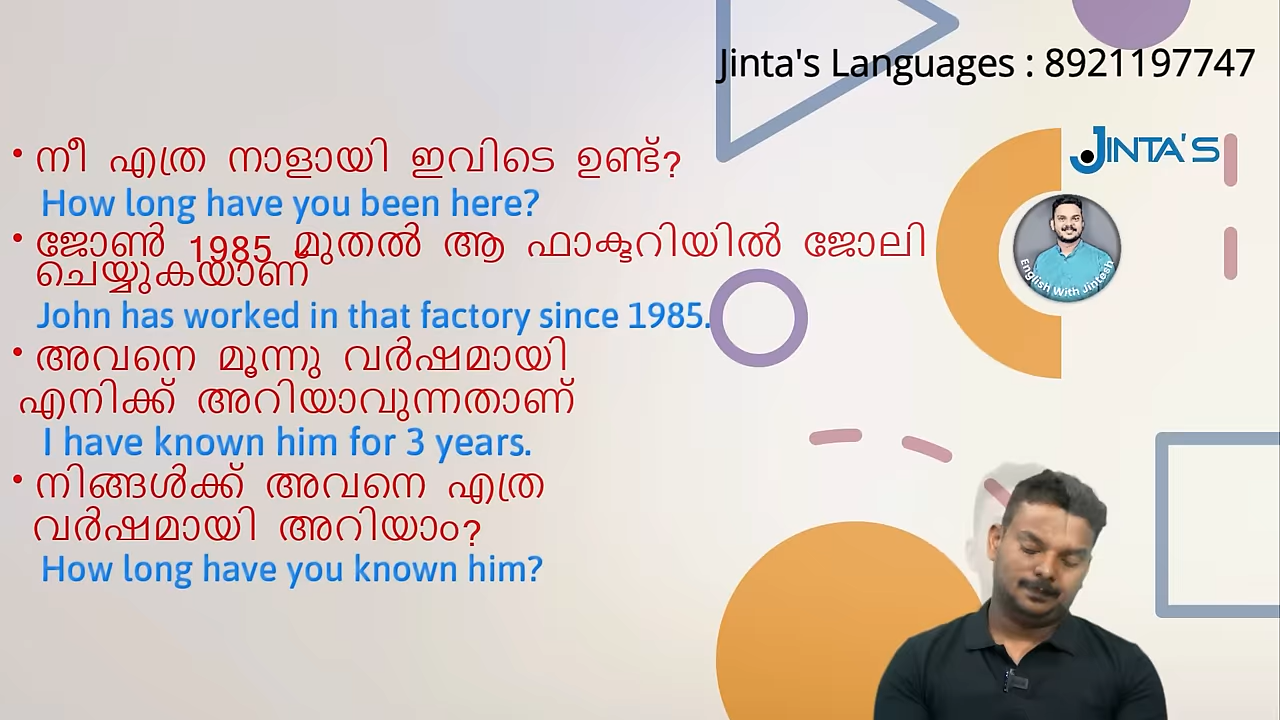 Jinta's Languages : 8921197747
JINTA'S
English With Jintesh
• നീ എത്ര നാളായി ഇവിടെ ഉണ്ട്?
How long have you been here?
• ജോൺ 1985 മുതൽ ആ ഫാക്ടറിയിൽ ജോലി
ചെയ്യുകയാണ്
John has worked in that factory since 1985.
• അവനെ മൂന്നു വർഷമായി
എനിക്ക് അറിയാവുന്നതാണ്
I have known him for 3 years.
• നിങ്ങൾക്ക് അവനെ എത്ര
വർഷമായി അറിയാം?
How long have you known him?